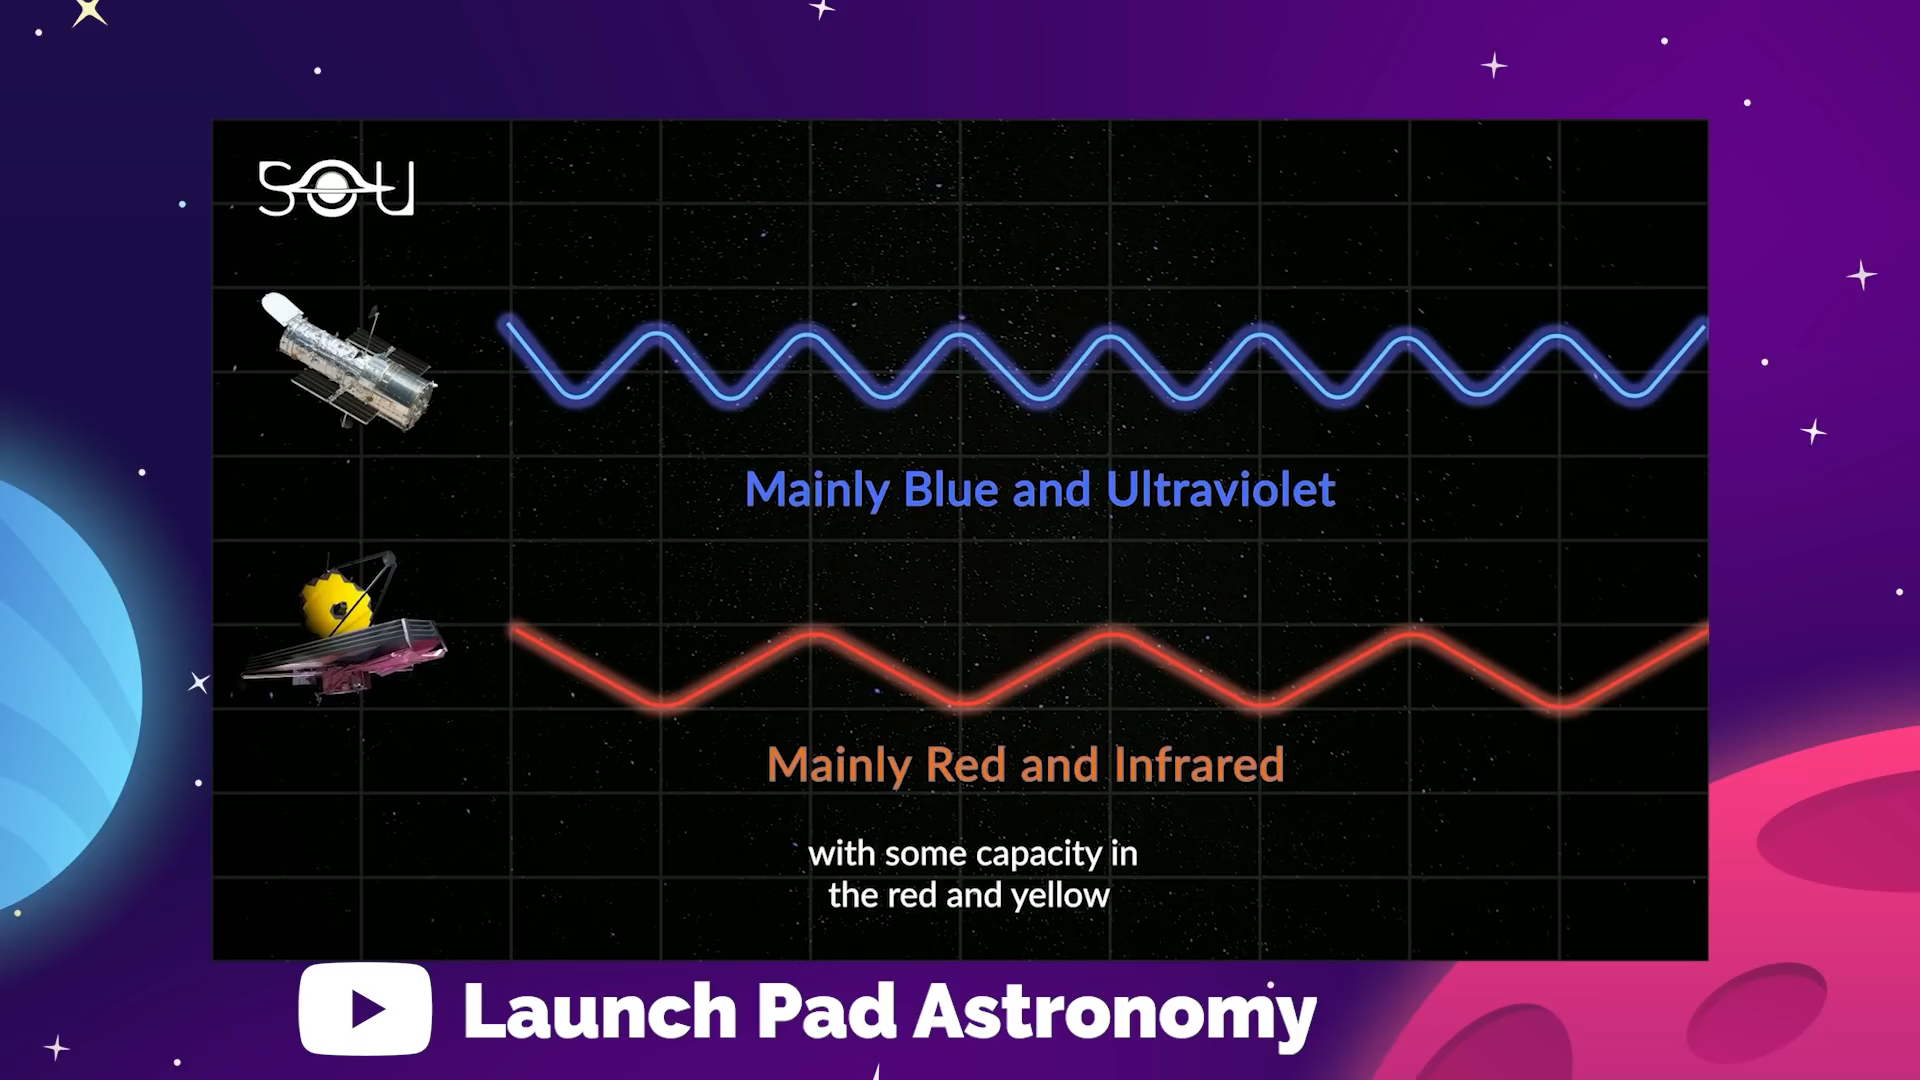 SOU
Mainly Blue and Ultraviolet
Mainly Red and Infrared
with some capacity in
the red and yellow
Launch Pad Astronomy